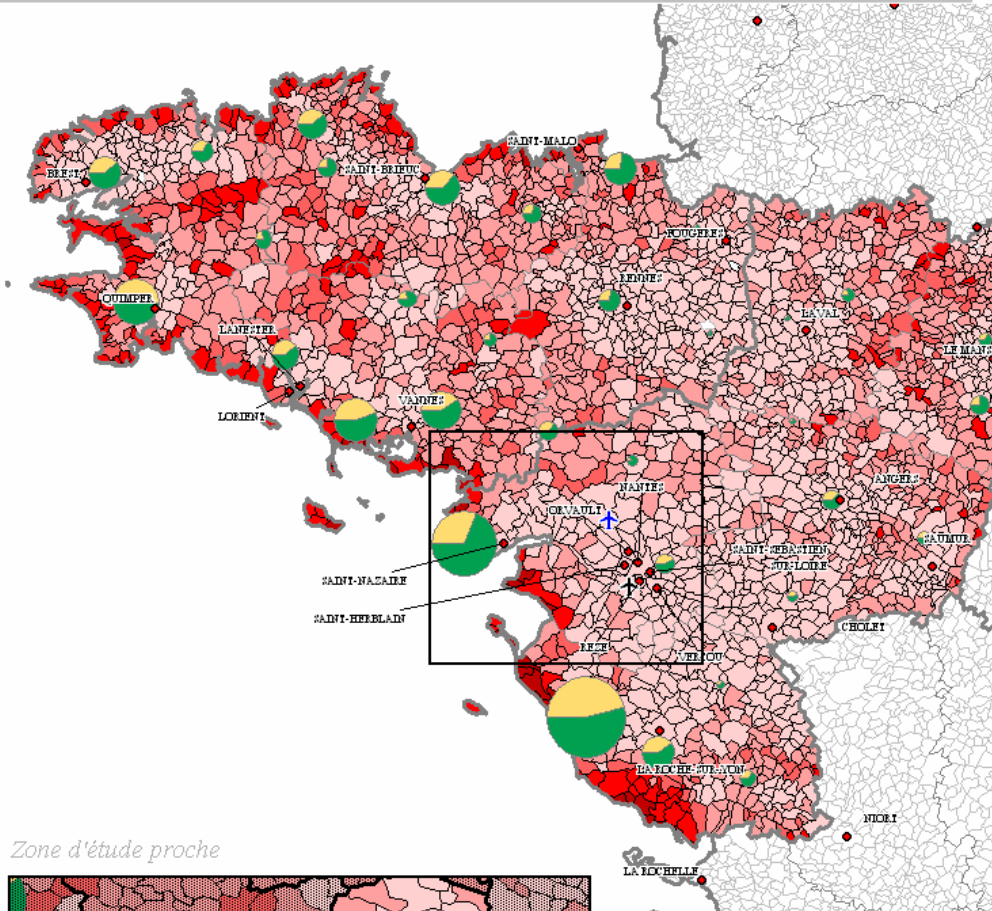 SAINT-MALO
BREST
SAINT-BRIEUC
FOUGERES
RENNES
QUIMPER
LAVAL
LANESTER
LE MANS
VANNES
LORIENT
ANGERS
NANTES
ORVAULT
SAUMUR
SAINT-SEBASTIEN
SUR-LOIRE
SAINT-NAZAIRE
SAINT-HERBLAIN
CHOLET
REZE
VERTOU
LA ROCHE-SUR-YON
NIORT
Zone d'étude proche
LA ROCHELLE